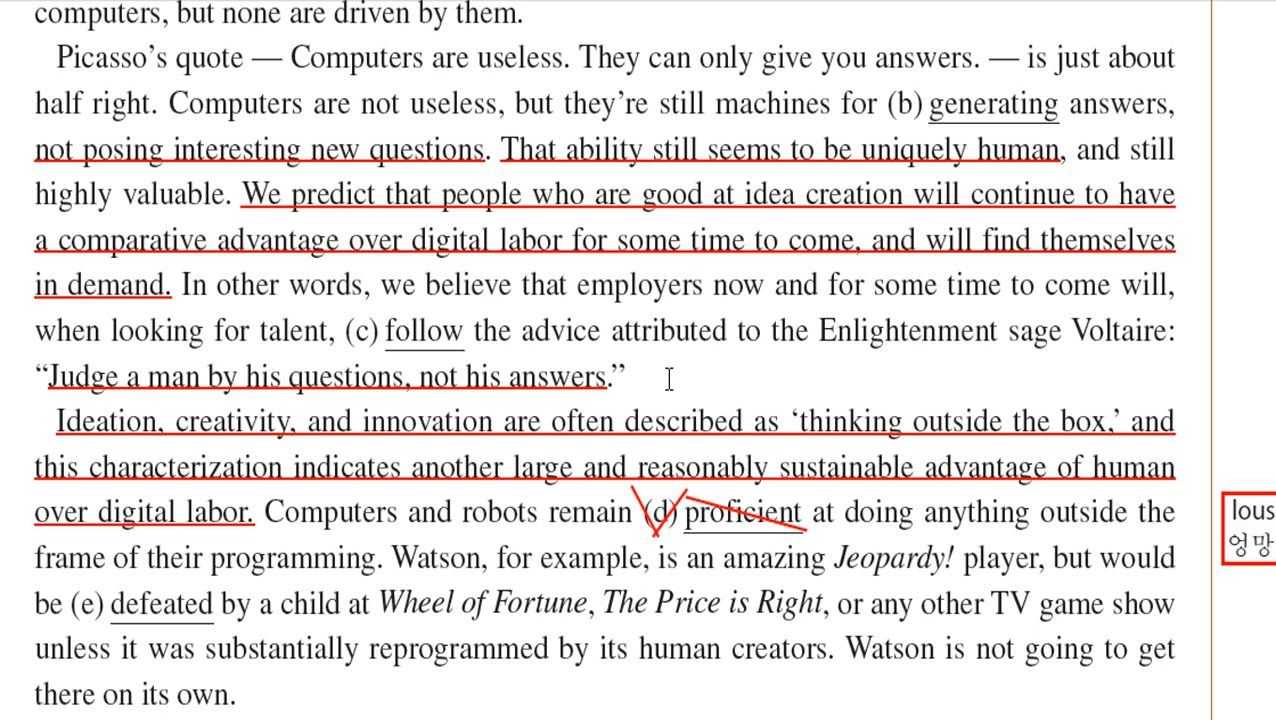 computers, but none are driven by them.
Picasso’s quote — Computers are useless. They can only give you answers. — is just about
half right. Computers are not useless, but they’re still machines for (b) generating answers,
not posing interesting new questions. That ability still seems to be uniquely human, and still
highly valuable. We predict that people who are good at idea creation will continue to have
a comparative advantage over digital labor for some time to come, and will find themselves
in demand. In other words, we believe that employers now and for some time to come will,
when looking for talent, (c) follow the advice attributed to the Enlightenment sage Voltaire:
“Judge a man by his questions, not his answers.”
Ideation, creativity, and innovation are often described as ‘thinking outside the box,’ and
this characterization indicates another large and reasonably sustainable advantage of human
over digital labor. Computers and robots remain (d) proficient at doing anything outside the
frame of their programming. Watson, for example, is an amazing Jeopardy! player, but would
be (e) defeated by a child at Wheel of Fortune, The Price is Right, or any other TV game show
unless it was substantially reprogrammed by its human creators. Watson is not going to get
there on its own.
lous
엉망